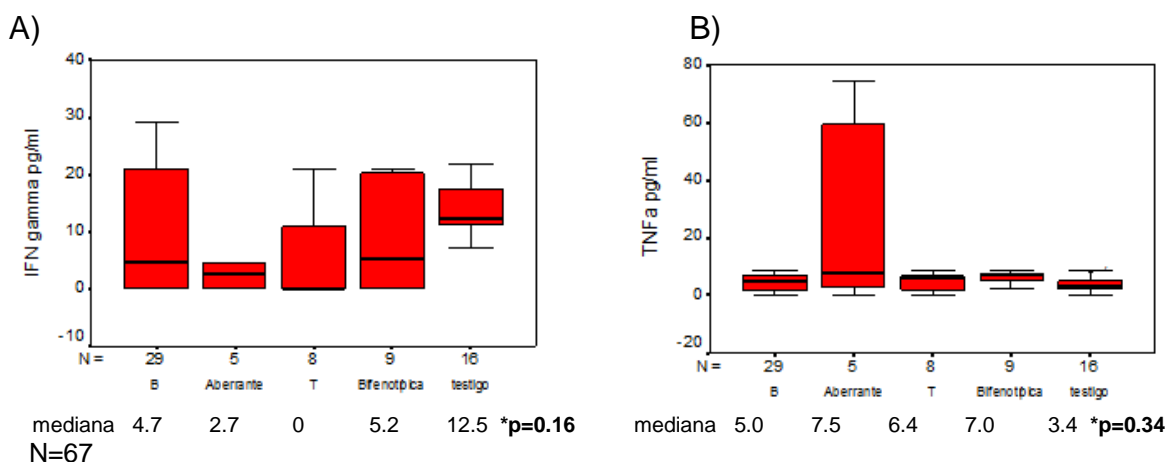 A)
40
30
20
10
0
-10
IFN gamma pg/ml
N = 29 5 8 9 16
B Aberrante T Bifenotípica testigo
mediana 4.7 2.7 0 5.2 12.5 *p=0.16
N=67
B)
80
60
40
20
0
-20
TNFa pg/ml
N = 29 5 8 9 16
B Aberrante T Bifenotípica testigo
mediana 5.0 7.5 6.4 7.0 3.4 *p=0.34